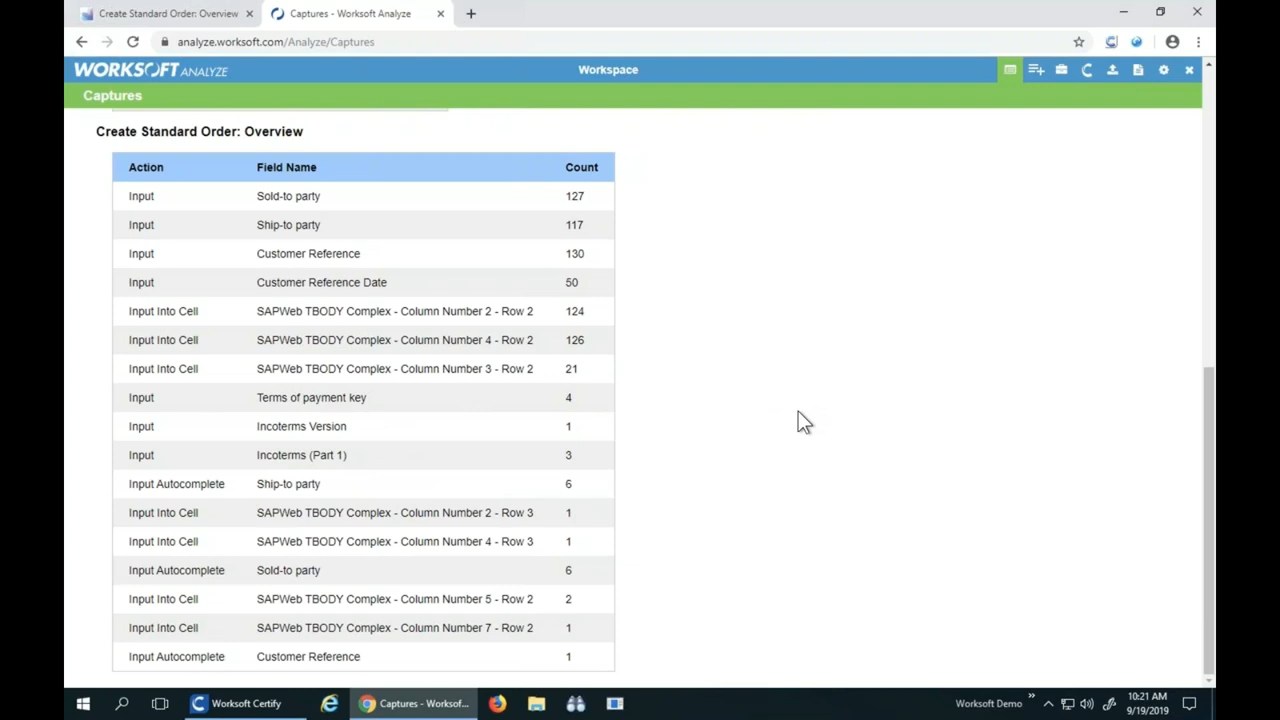 Create Standard Order: Overview
Captures - Worksoft Analyze
analyze.worksoft.com/Analyze/Captures
WORKSOFT ANALYZE
Workspace
Captures
Create Standard Order: Overview
Action Field Name Count
Input Sold-to party 127
Input Ship-to party 117
Input Customer Reference 130
Input Customer Reference Date 50
Input Into Cell SAPWeb TBODY Complex - Column Number 2 - Row 2 124
Input Into Cell SAPWeb TBODY Complex - Column Number 4 - Row 2 126
Input Into Cell SAPWeb TBODY Complex - Column Number 3 - Row 2 21
Input Terms of payment key 4
Input Incoterms Version 1
Input Incoterms (Part 1) 3
Input Autocomplete Ship-to party 6
Input Into Cell SAPWeb TBODY Complex - Column Number 2 - Row 3 1
Input Into Cell SAPWeb TBODY Complex - Column Number 4 - Row 3 1
Input Autocomplete Sold-to party 6
Input Into Cell SAPWeb TBODY Complex - Column Number 5 - Row 2 2
Input Into Cell SAPWeb TBODY Complex - Column Number 7 - Row 2 1
Input Autocomplete Customer Reference 1
Worksoft Certify
Captures - Worksof...
Worksoft Demo
10:21 AM
9/19/2019